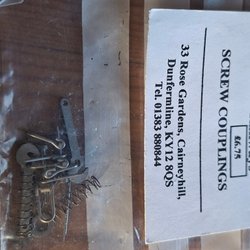 SCREW COUPLINGS
£6.75
33 Rose Gardens, Cairneyhill,
Dunfermline, KY12 8QS
Tel. 01383 880844